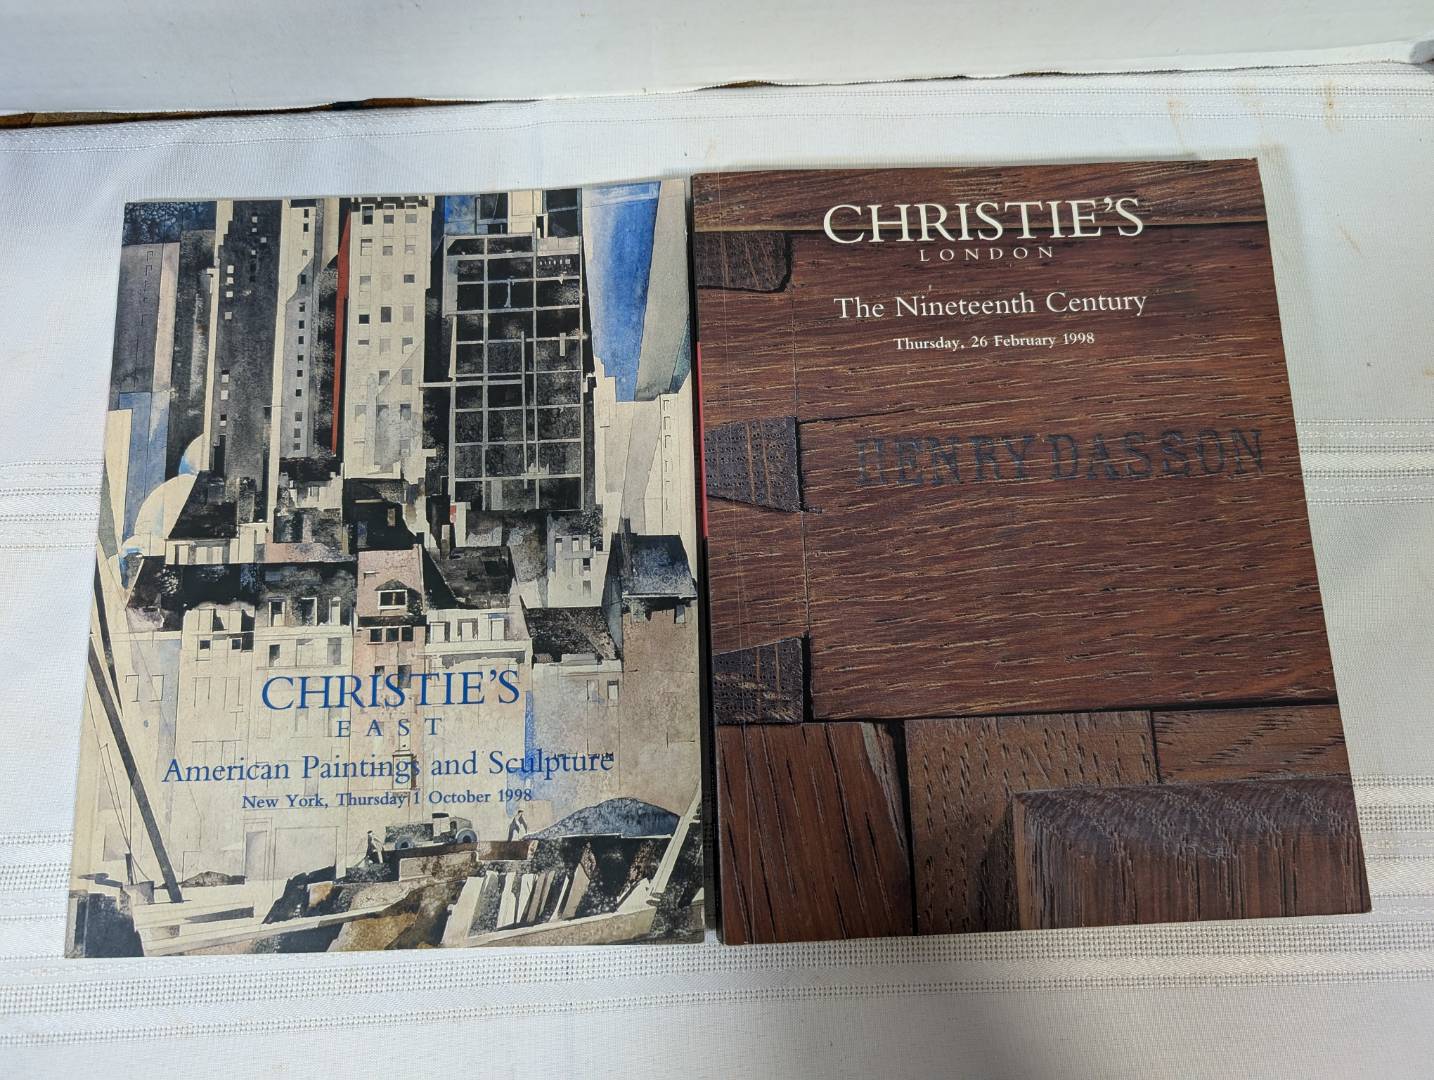 CHRISTIE'S
EAST
American Paintings and Sculpture
New York, Thursday 1 October 1998
CHRISTIE'S
LONDON
The Nineteenth Century
Thursday, 26 February 1998
HENRY DASSON